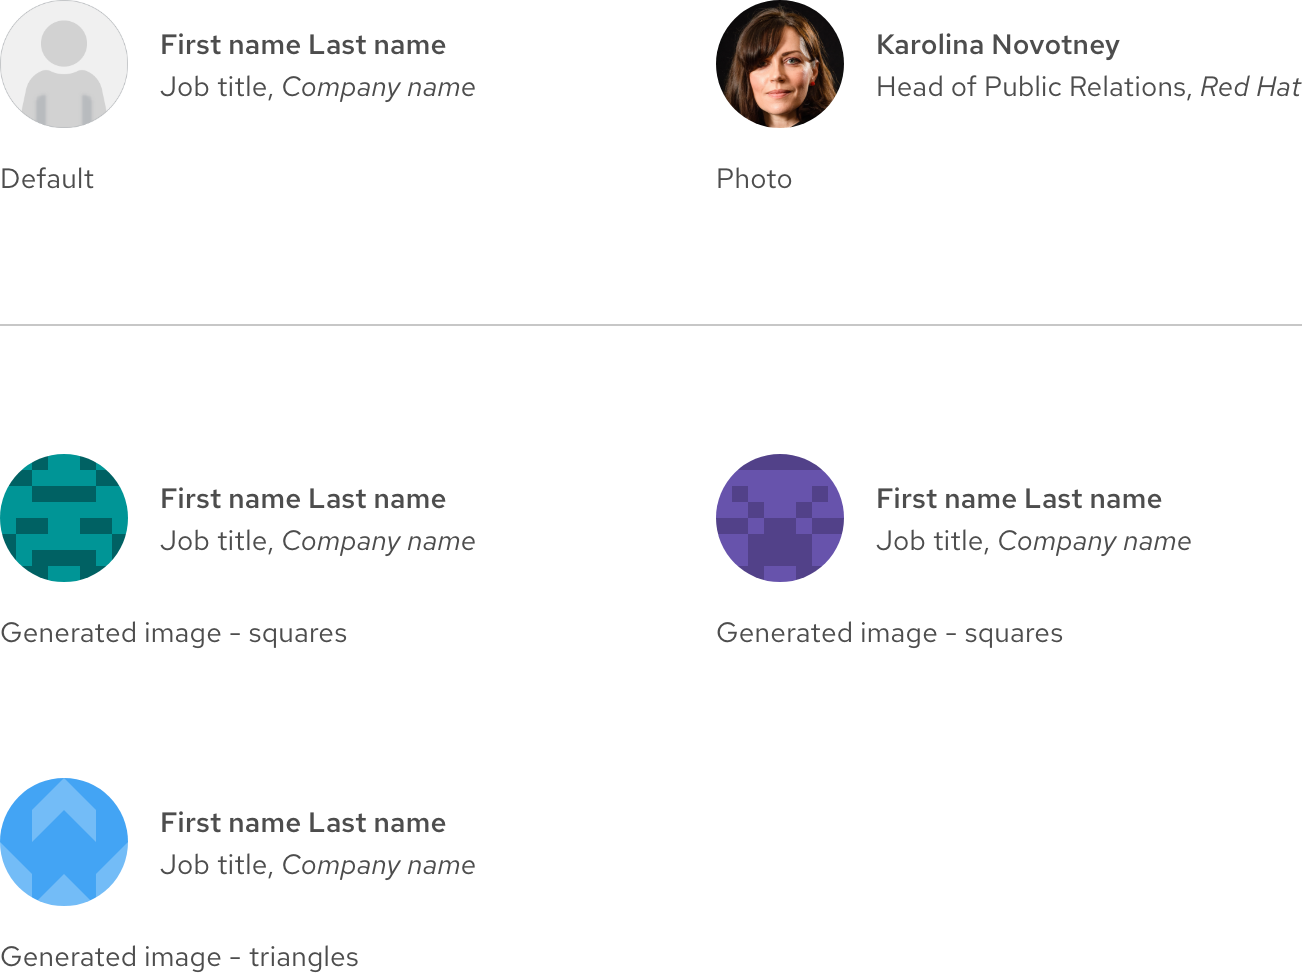 First name Last name
Job title, Company name
Default
Karolina Novotney
Head of Public Relations, Red Hat
Photo
First name Last name
Job title, Company name
Generated image - squares
First name Last name
Job title, Company name
Generated image - squares
First name Last name
Job title, Company name
Generated image - triangles